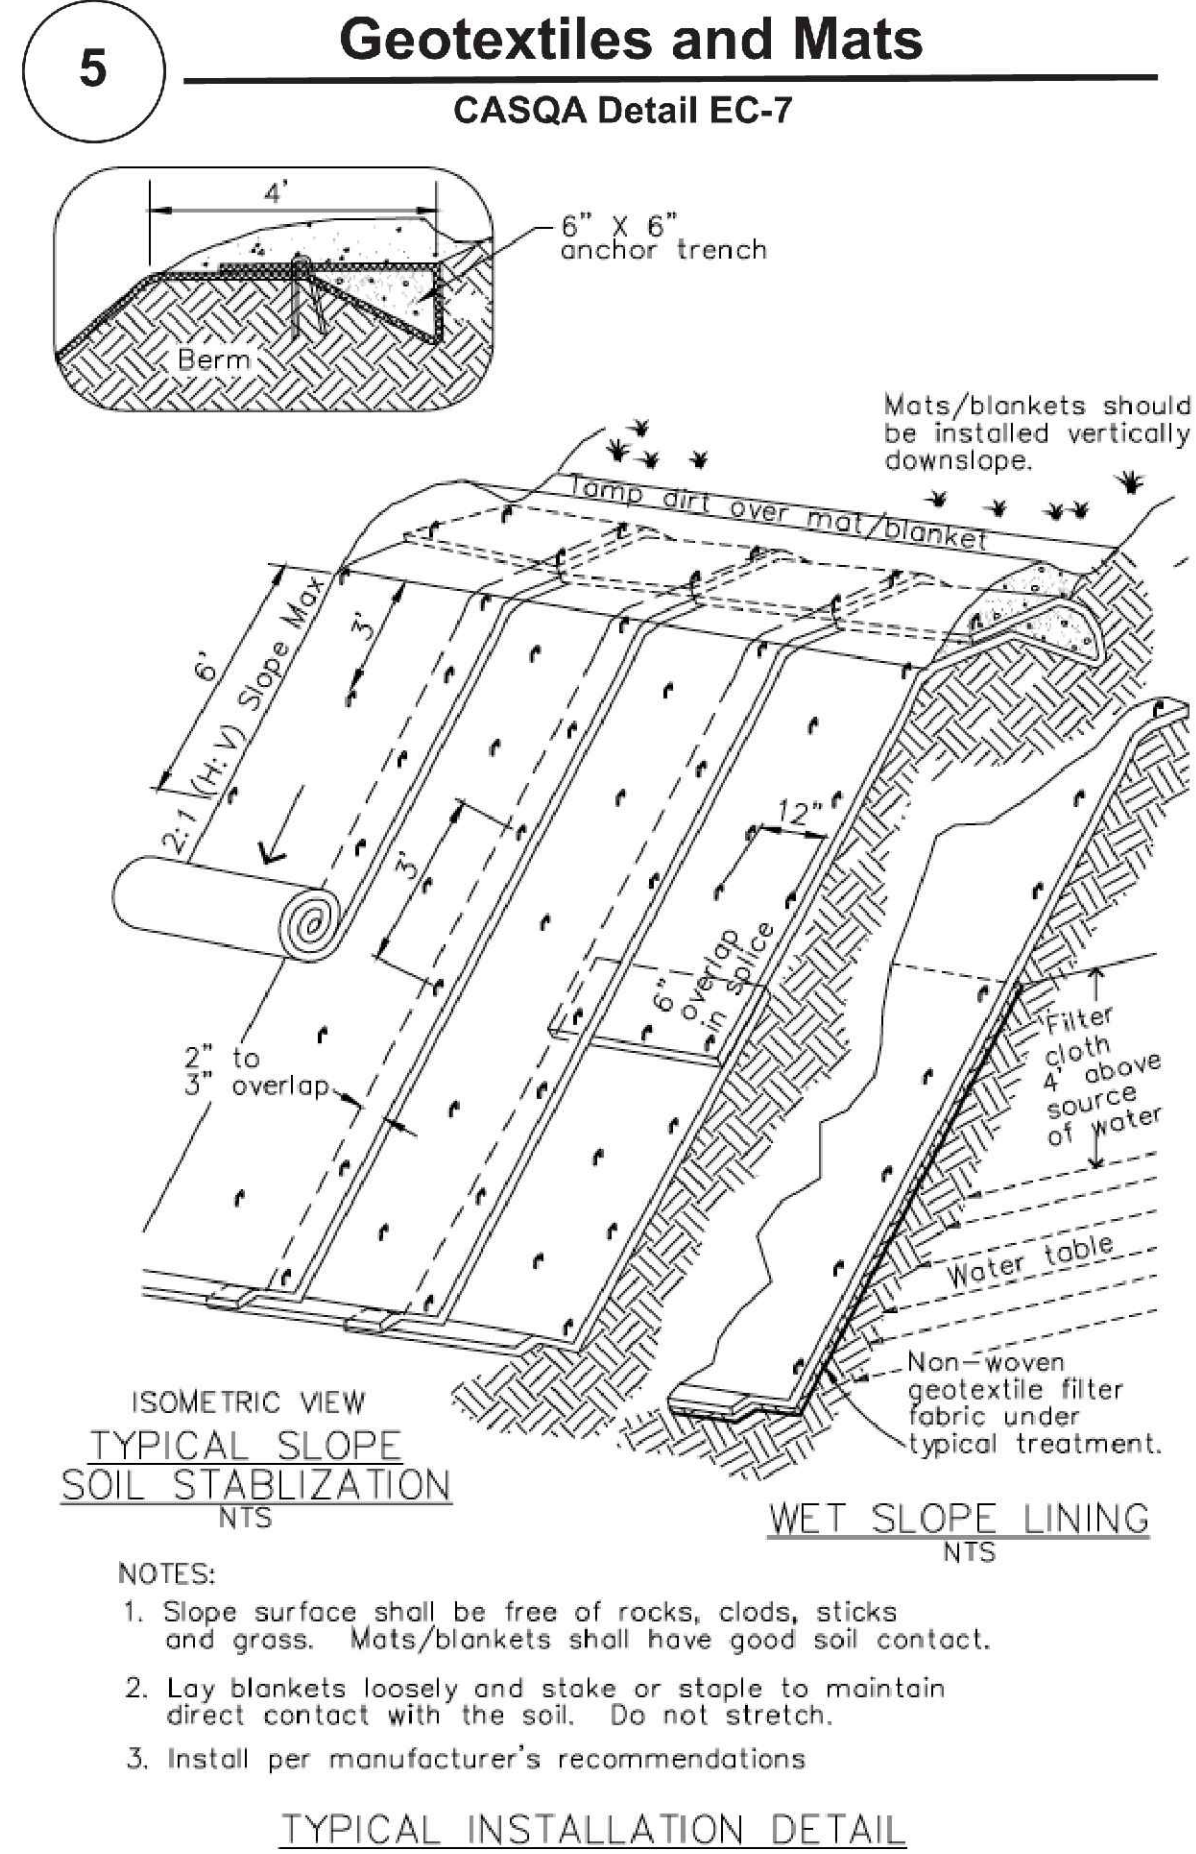 5
Geotextiles and Mats
CASQA Detail EC-7
4'
6" X 6"
anchor trench
Berm
Mats/blankets should
be installed vertically
downslope.
Tamp dirt over mat/blanket
6'
2:1 (H:V) Slope Max
3'
3'
12"
6"
overlap
in splice
2" to
3" overlap
Filter
cloth
4' above
source
of water
Water table
Non-woven
geotextile filter
fabric under
typical treatment.
ISOMETRIC VIEW
TYPICAL SLOPE
SOIL STABLIZATION
NTS
WET SLOPE LINING
NTS
NOTES:
1. Slope surface shall be free of rocks, clods, sticks
and grass. Mats/blankets shall have good soil contact.
2. Lay blankets loosely and stake or staple to maintain
direct contact with the soil. Do not stretch.
3. Install per manufacturer's recommendations
TYPICAL INSTALLATION DETAIL